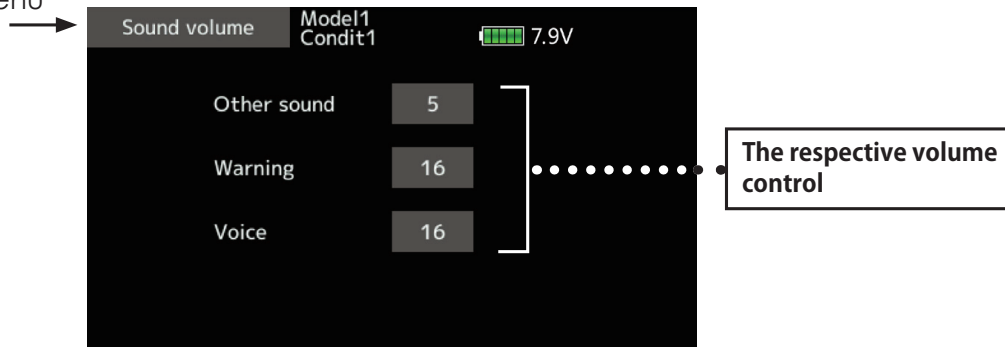 Sound volume
Model1
Condit1
7.9V
Other sound 5
Warning 16
Voice 16
The respective volume
control